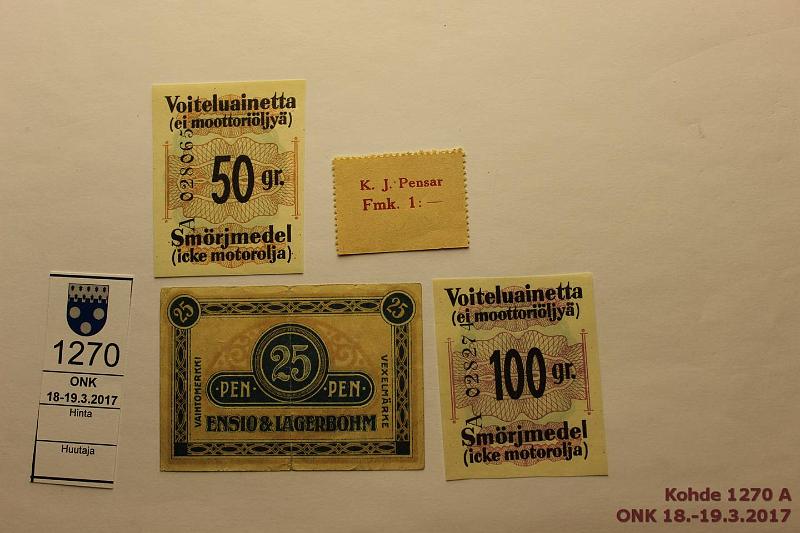 Voiteluainetta
(ei moottoriöljyä)
50 gr.
A 028065
Smörjmedel
(icke motorolja)
K. J. Pensar
Fmk. 1:—
1270
ONK
18-19.3.2017
Hinta
Huutaja
25
25
VAIHTOMERKKI
25
PEN· ·PEN·
VEXELMÄRKE
ENSIO & LAGERBOHM
Voiteluainetta
(ei moottoriöljyä)
100 gr.
A 028274
Smörjmedel
(icke motorolja)
Kohde 1270 A
ONK 18.-19.3.2017